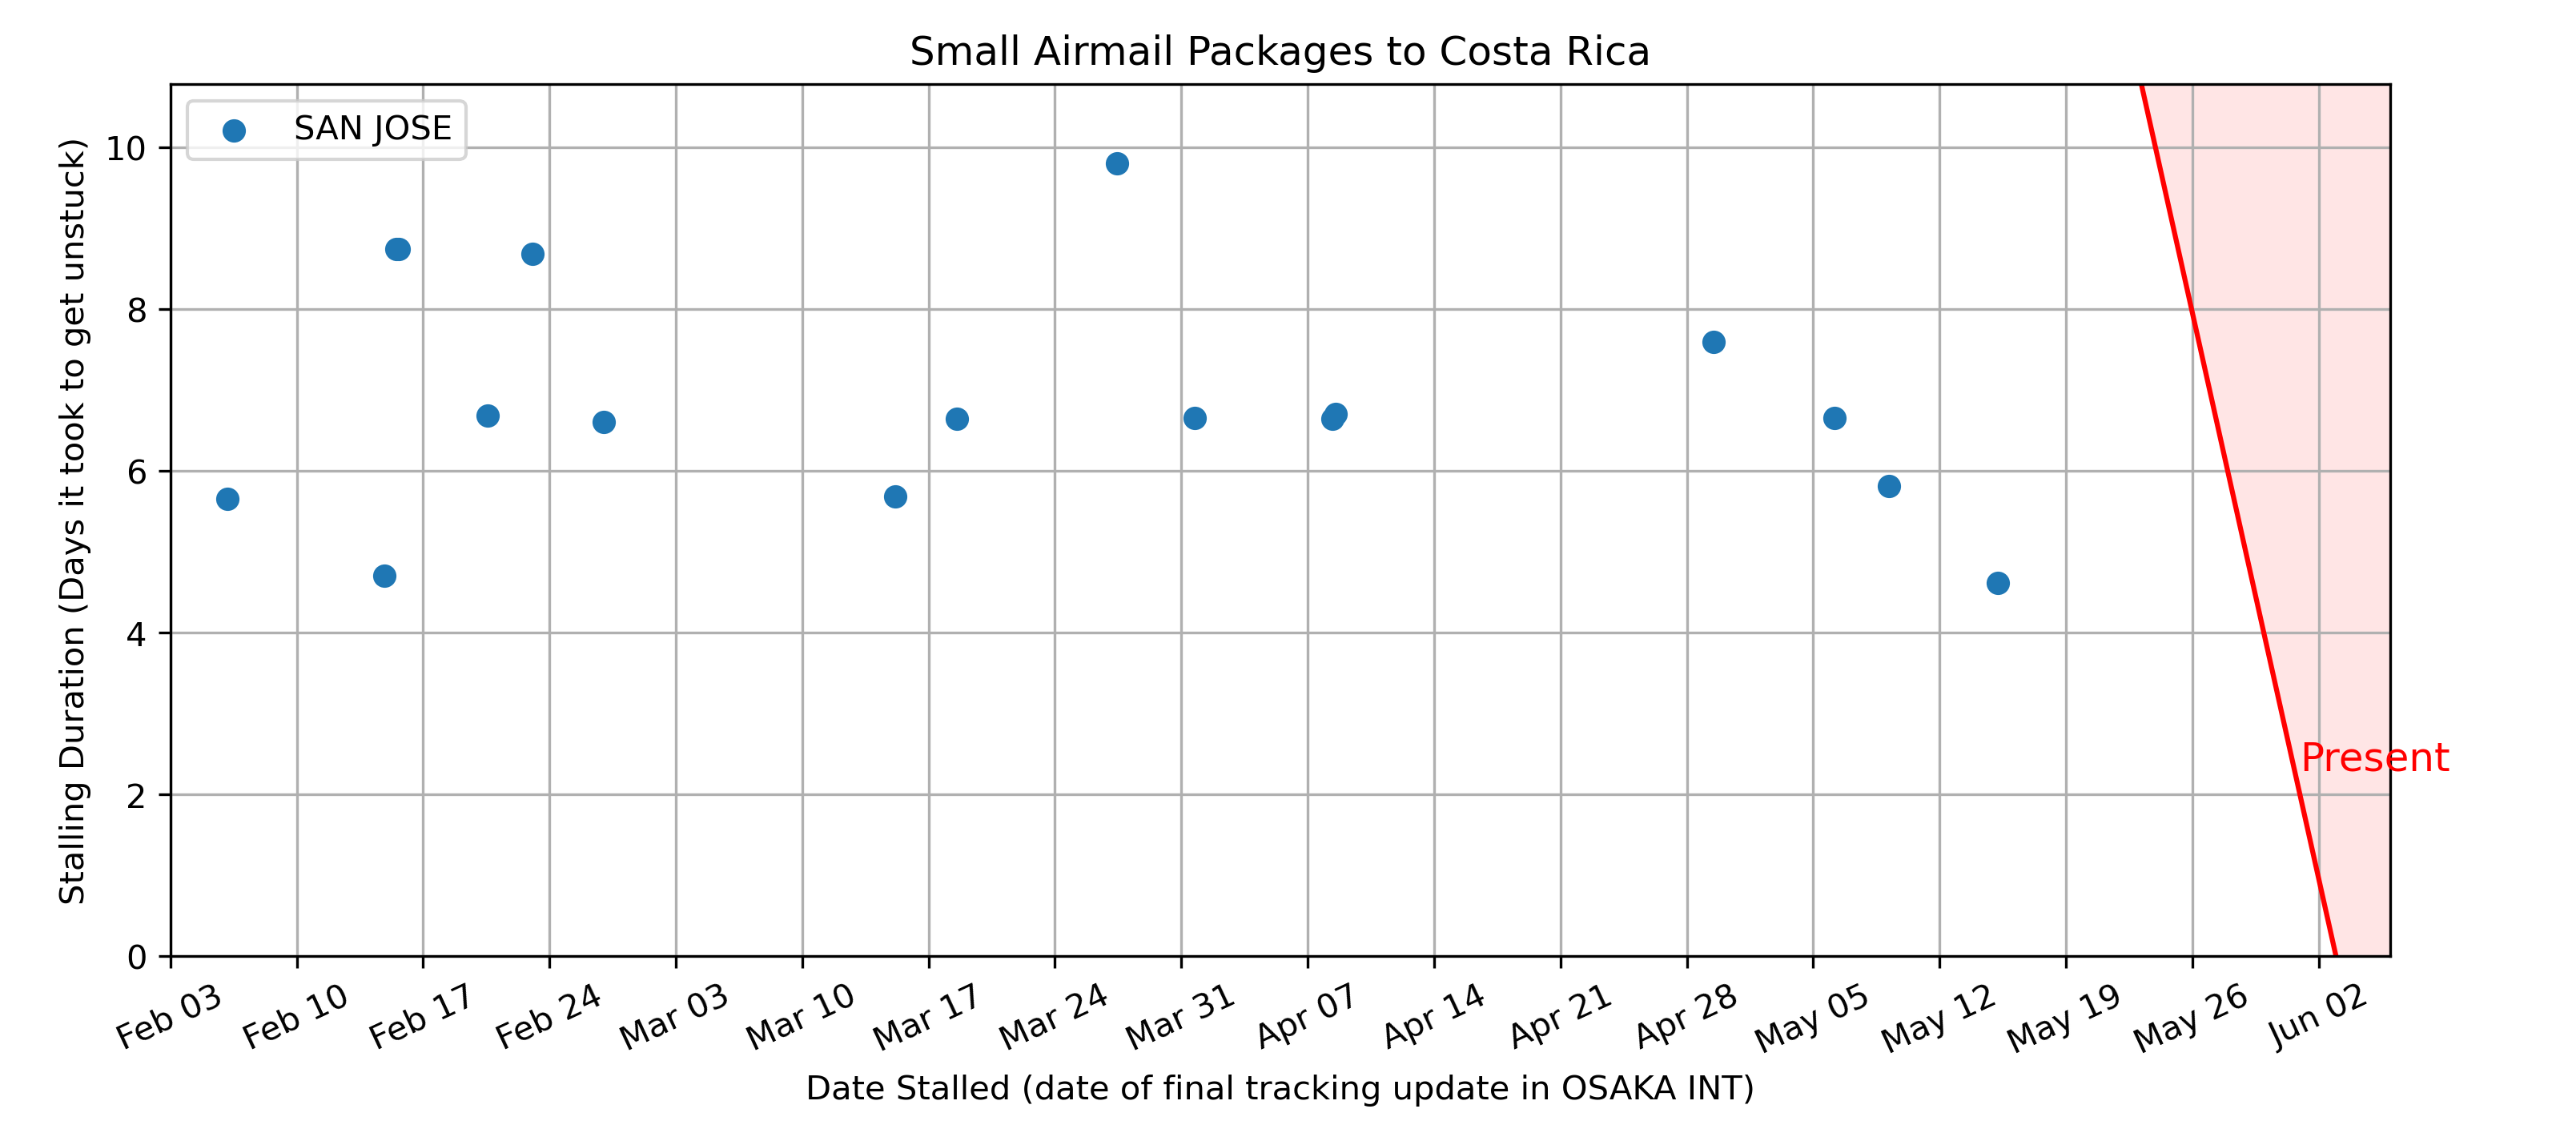 Small Airmail Packages to Costa Rica
SAN JOSE
Stalling Duration (Days it took to get unstuck)
10
8
6
4
2
0
Present
Feb 03
Feb 10
Feb 17
Feb 24
Mar 03
Mar 10
Mar 17
Mar 24
Mar 31
Apr 07
Apr 14
Apr 21
Apr 28
May 05
May 12
May 19
May 26
Jun 02
Date Stalled (date of final tracking update in OSAKA INT)